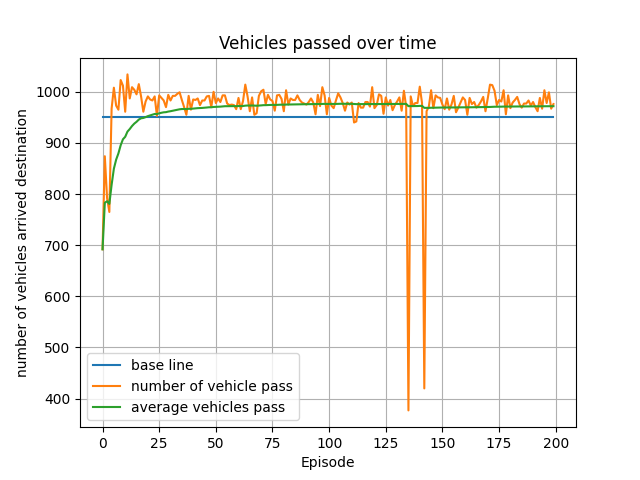 Vehicles passed over time
number of vehicles arrived destination
1000
900
800
700
600
500
400
base line
number of vehicle pass
average vehicles pass
0 25 50 75 100 125 150 175 200
Episode